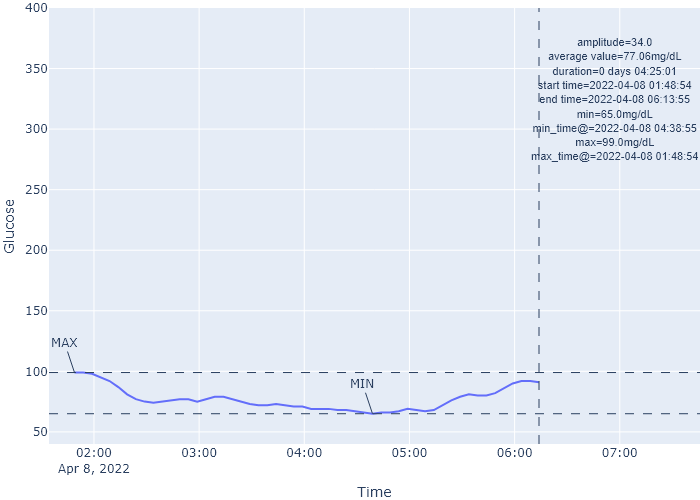 400
350
300
250
200
150
100
50
Glucose
amplitude=34.0
average value=77.06mg/dL
duration=0 days 04:25:01
start time=2022-04-08 01:48:54
end time=2022-04-08 06:13:55
min=65.0mg/dL
min_time@=2022-04-08 04:38:55
max=99.0mg/dL
max_time@=2022-04-08 01:48:54
MAX
MIN
02:00 03:00 04:00 05:00 06:00 07:00
Apr 8, 2022
Time